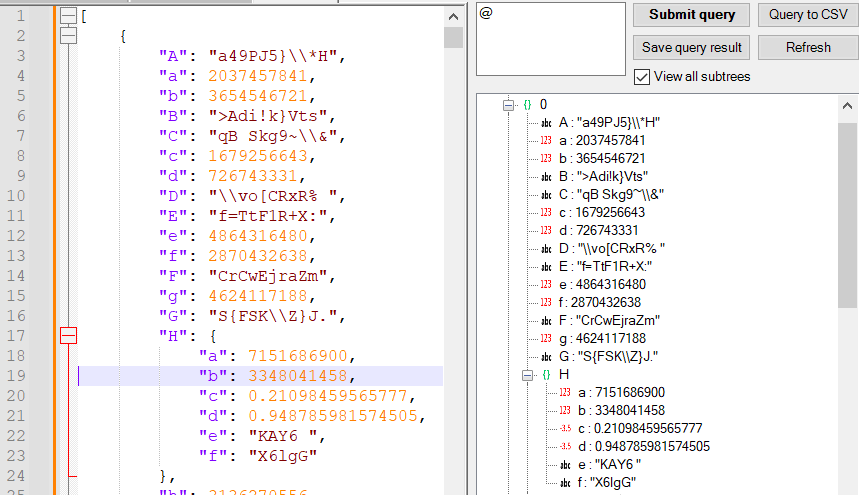 1 [
2 {
3 "A": "a49PJ5}\\*H",
4 "a": 2037457841,
5 "b": 3654546721,
6 "B": ">Adi!k}Vts",
7 "C": "qB Skg9~\\&",
8 "c": 1679256643,
9 "d": 726743331,
10 "D": "\\vo[CRxR% ",
11 "E": "f=TtF1R+X:",
12 "e": 4864316480,
13 "f": 2870432638,
14 "F": "CrCwEjraZm",
15 "g": 4624117188,
16 "G": "S{FSK\\Z}J.",
17 "H": {
18 "a": 7151686900,
19 "b": 3348041458,
20 "c": 0.21098459565777,
21 "d": 0.948785981574505,
22 "e": "KAY6 ",
23 "f": "X6lgG"
24 },
@
Submit query
Query to CSV
Save query result
Refresh
View all subtrees
{} 0
abc A : "a49PJ5}\\*H"
123 a : 2037457841
123 b : 3654546721
abc B : ">Adi!k}Vts"
abc C : "qB Skg9~\\&"
123 c : 1679256643
123 d : 726743331
abc D : "\\vo[CRxR% "
abc E : "f=TtF1R+X:"
123 e : 4864316480
123 f : 2870432638
abc F : "CrCwEjraZm"
123 g : 4624117188
abc G : "S{FSK\\Z}J."
{} H
123 a : 7151686900
123 b : 3348041458
-3.5 c : 0.21098459565777
-3.5 d : 0.948785981574505
abc e : "KAY6 "
abc f : "X6lgG"